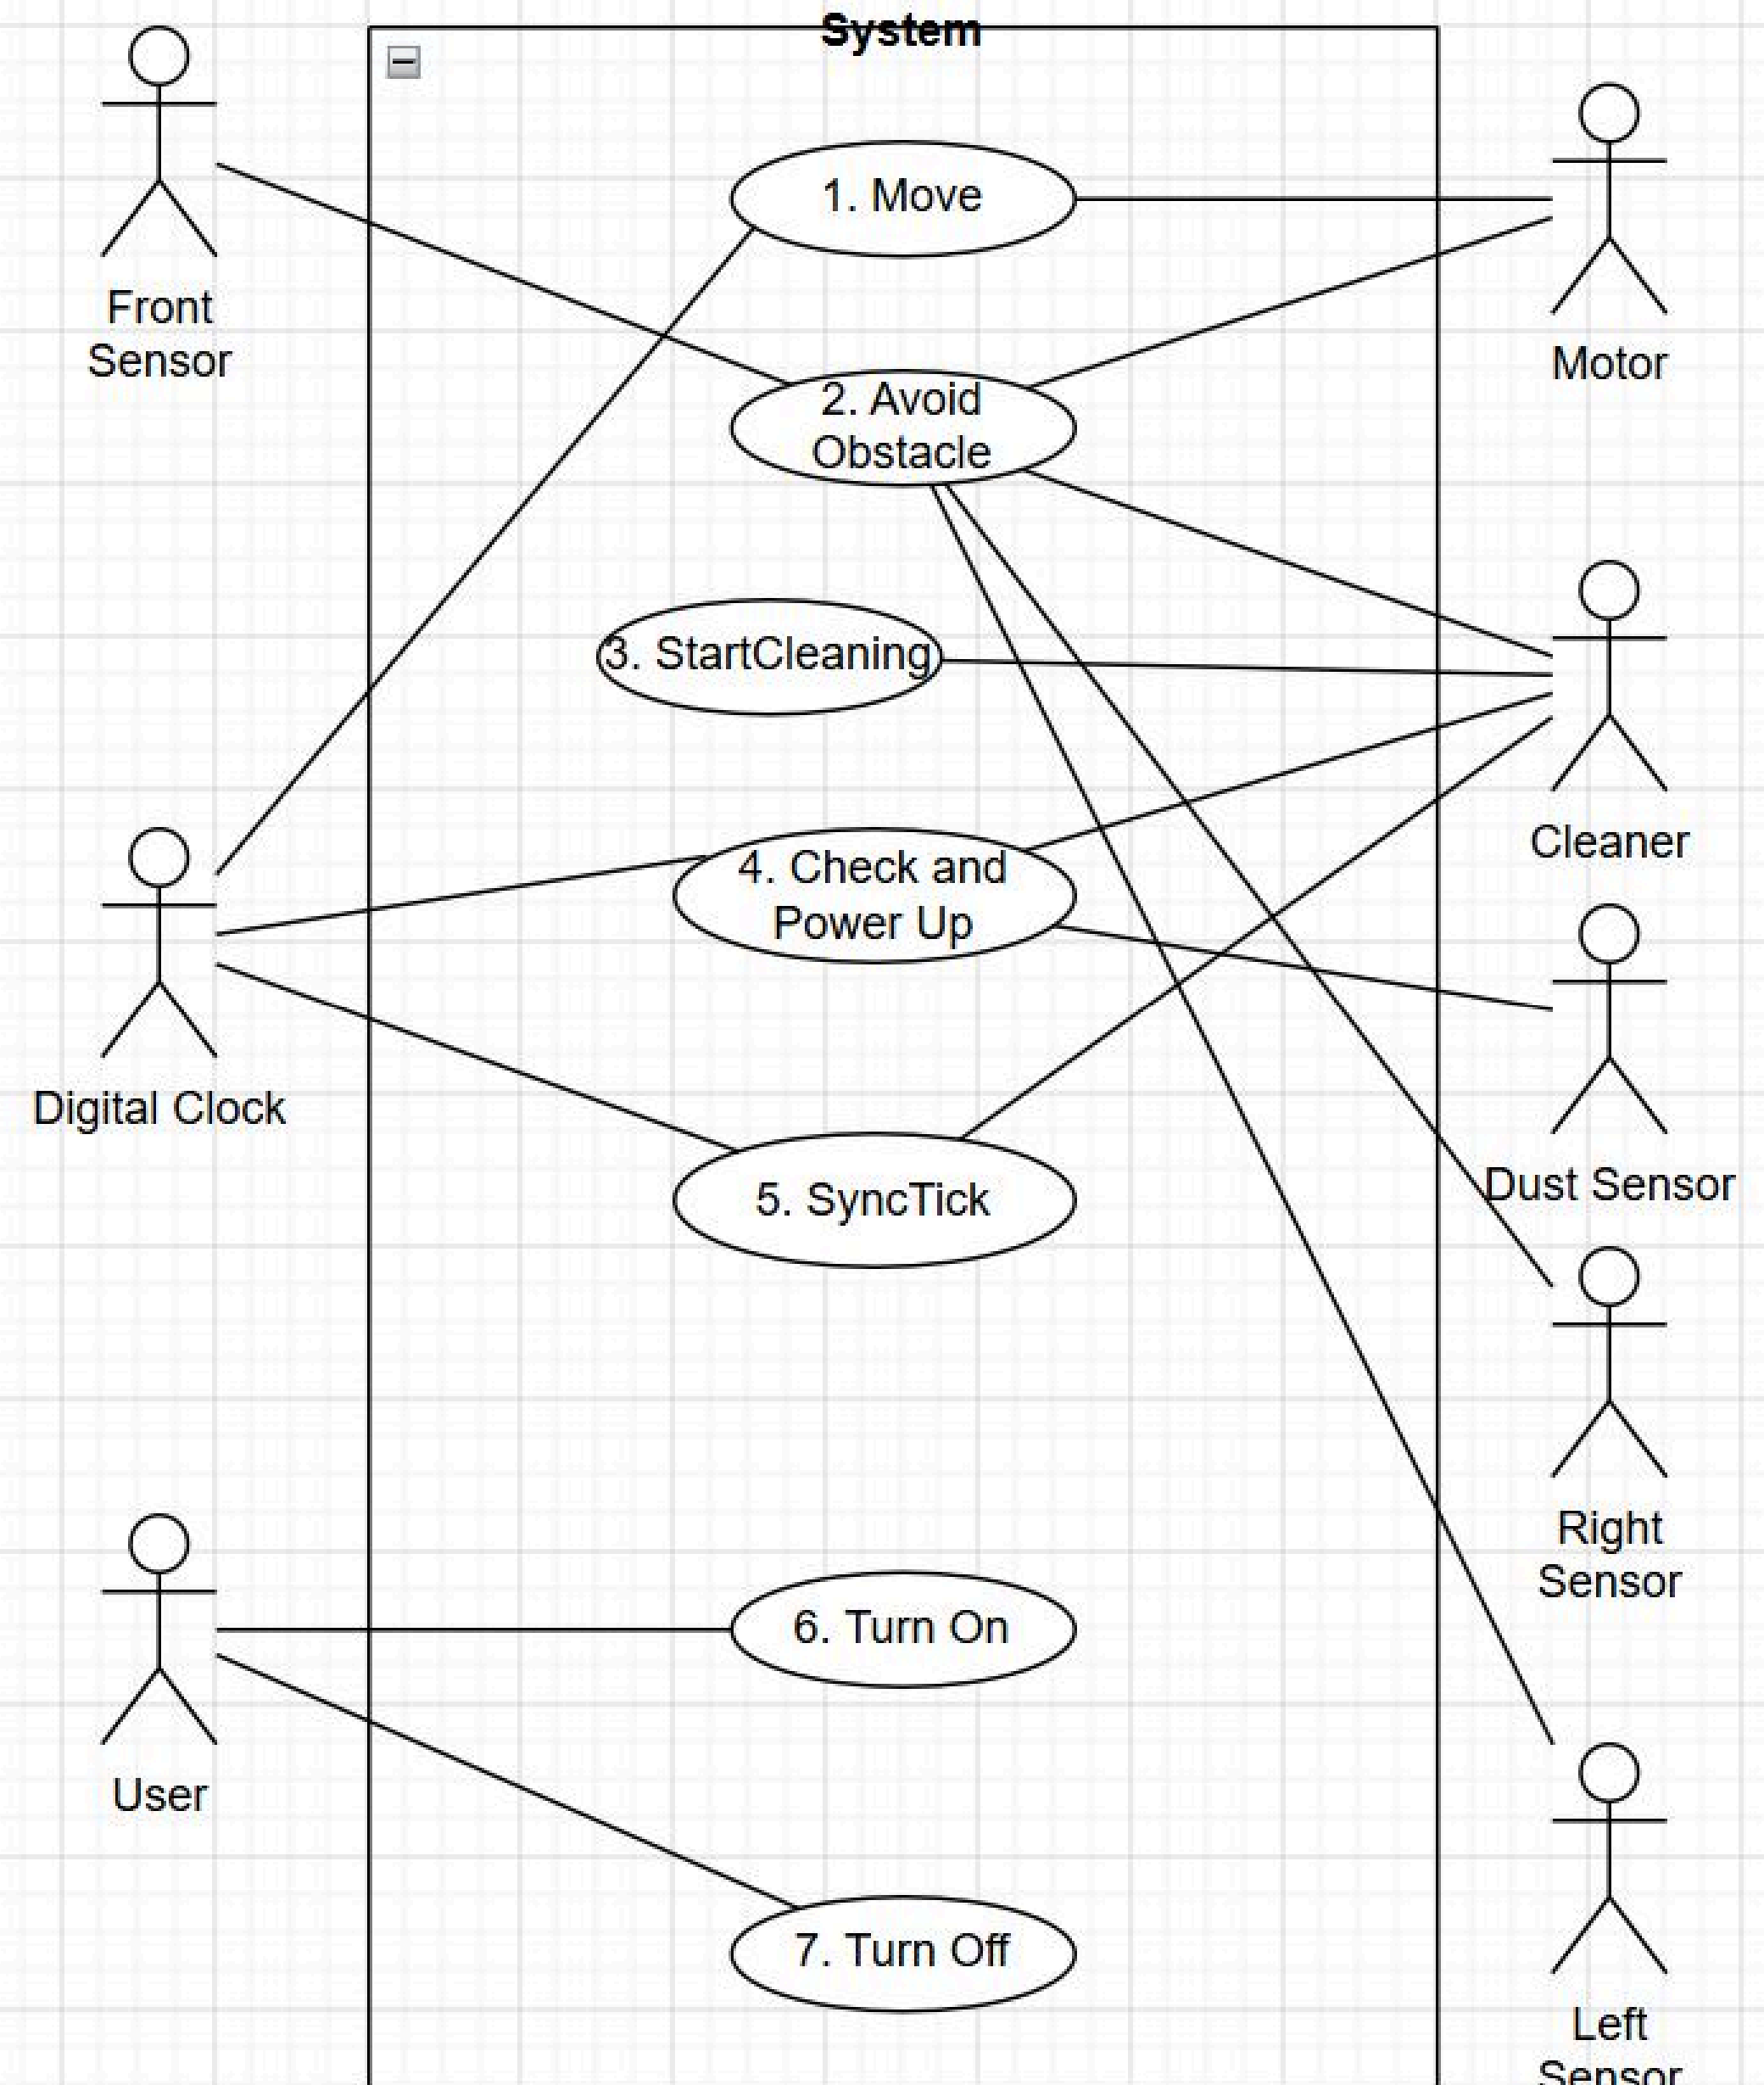 System
Front
Sensor
1. Move
Motor
2. Avoid
Obstacle
3. StartCleaning
Cleaner
4. Check and
Power Up
Digital Clock
Dust Sensor
5. SyncTick
Right
Sensor
6. Turn On
User
7. Turn Off
Left
Sensor